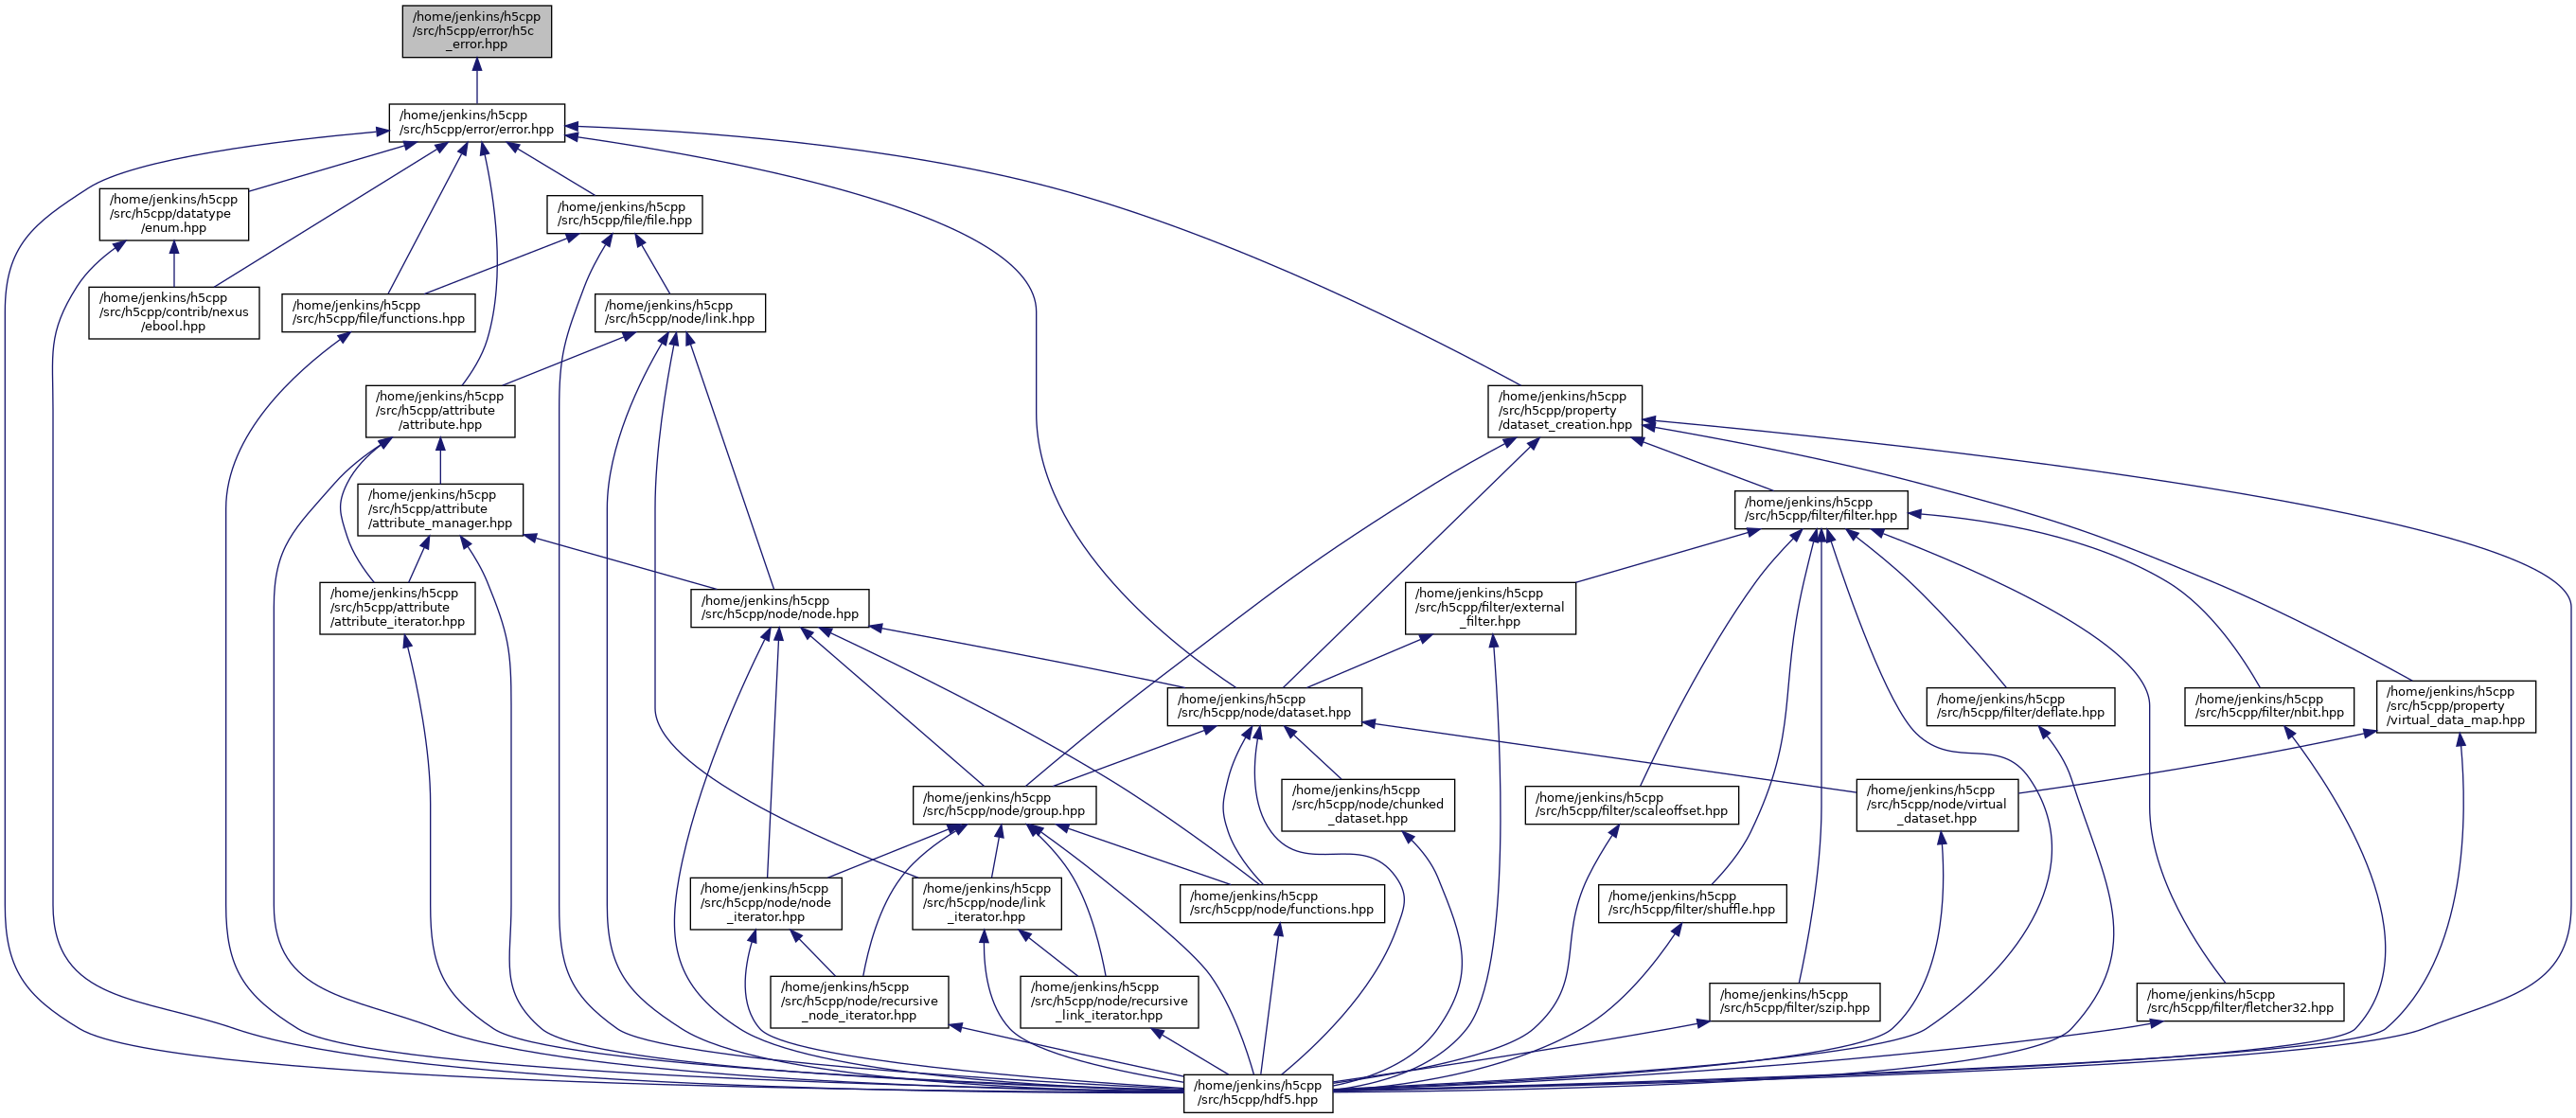 /home/jenkins/h5cpp
/src/h5cpp/error/h5c
_error.hpp
/home/jenkins/h5cpp
/src/h5cpp/error/error.hpp
/home/jenkins/h5cpp
/src/h5cpp/datatype
/enum.hpp
/home/jenkins/h5cpp
/src/h5cpp/file/file.hpp
/home/jenkins/h5cpp
/src/h5cpp/contrib/nexus
/ebool.hpp
/home/jenkins/h5cpp
/src/h5cpp/file/functions.hpp
/home/jenkins/h5cpp
/src/h5cpp/node/link.hpp
/home/jenkins/h5cpp
/src/h5cpp/attribute
/attribute.hpp
/home/jenkins/h5cpp
/src/h5cpp/property
/dataset_creation.hpp
/home/jenkins/h5cpp
/src/h5cpp/attribute
/attribute_manager.hpp
/home/jenkins/h5cpp
/src/h5cpp/filter/filter.hpp
/home/jenkins/h5cpp
/src/h5cpp/attribute
/attribute_iterator.hpp
/home/jenkins/h5cpp
/src/h5cpp/node/node.hpp
/home/jenkins/h5cpp
/src/h5cpp/filter/external
_filter.hpp
/home/jenkins/h5cpp
/src/h5cpp/node/dataset.hpp
/home/jenkins/h5cpp
/src/h5cpp/filter/deflate.hpp
/home/jenkins/h5cpp
/src/h5cpp/filter/nbit.hpp
/home/jenkins/h5cpp
/src/h5cpp/property
/virtual_data_map.hpp
/home/jenkins/h5cpp
/src/h5cpp/node/group.hpp
/home/jenkins/h5cpp
/src/h5cpp/node/chunked
_dataset.hpp
/home/jenkins/h5cpp
/src/h5cpp/filter/scaleoffset.hpp
/home/jenkins/h5cpp
/src/h5cpp/node/virtual
_dataset.hpp
/home/jenkins/h5cpp
/src/h5cpp/node/node
_iterator.hpp
/home/jenkins/h5cpp
/src/h5cpp/node/link
_iterator.hpp
/home/jenkins/h5cpp
/src/h5cpp/node/functions.hpp
/home/jenkins/h5cpp
/src/h5cpp/filter/shuffle.hpp
/home/jenkins/h5cpp
/src/h5cpp/node/recursive
_node_iterator.hpp
/home/jenkins/h5cpp
/src/h5cpp/node/recursive
_link_iterator.hpp
/home/jenkins/h5cpp
/src/h5cpp/filter/szip.hpp
/home/jenkins/h5cpp
/src/h5cpp/filter/fletcher32.hpp
/home/jenkins/h5cpp
/src/h5cpp/hdf5.hpp